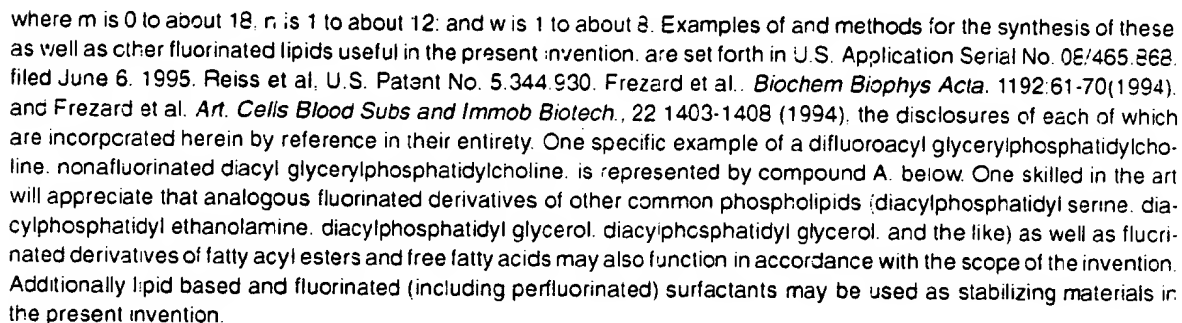 where m is 0 to about 18, n is 1 to about 12: and w is 1 to about 8. Examples of and methods for the synthesis of these
as well as other fluorinated lipids useful in the present invention. are set forth in U.S. Application Serial No. 08/465.868.
filed June 6. 1995. Reiss et al, U.S. Patent No. 5.344.930. Frezard et al.. Biochem Biophys Acta. 1192:61-70(1994).
and Frezard et al. Art. Cells Blood Subs and Immob Biotech., 22 1403-1408 (1994). the disclosures of each of which
are incorporated herein by reference in their entirety. One specific example of a difluoroacyl glycerylphosphatidylcho-
line. nonafluorinated diacyl glycerylphosphatidylcholine. is represented by compound A. below. One skilled in the art
will appreciate that analogous fluorinated derivatives of other common phospholipids (diacylphosphatidyl serine. dia-
cylphosphatidyl ethanolamine. diacylphosphatidyl glycerol. diacylphosphatidyl glycerol. and the like) as well as fluori-
nated derivatives of fatty acyl esters and free fatty acids may also function in accordance with the scope of the invention.
Additionally lipid based and fluorinated (including perfluorinated) surfactants may be used as stabilizing materials in
the present invention.